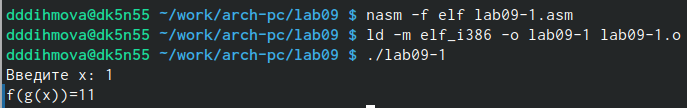 dddihmova@dk5n55 ~/work/arch-pc/lab09 $ nasm -f elf lab09-1.asm
dddihmova@dk5n55 ~/work/arch-pc/lab09 $ ld -m elf_i386 -o lab09-1 lab09-1.o
dddihmova@dk5n55 ~/work/arch-pc/lab09 $ ./lab09-1
Введите x: 1
f(g(x))=11